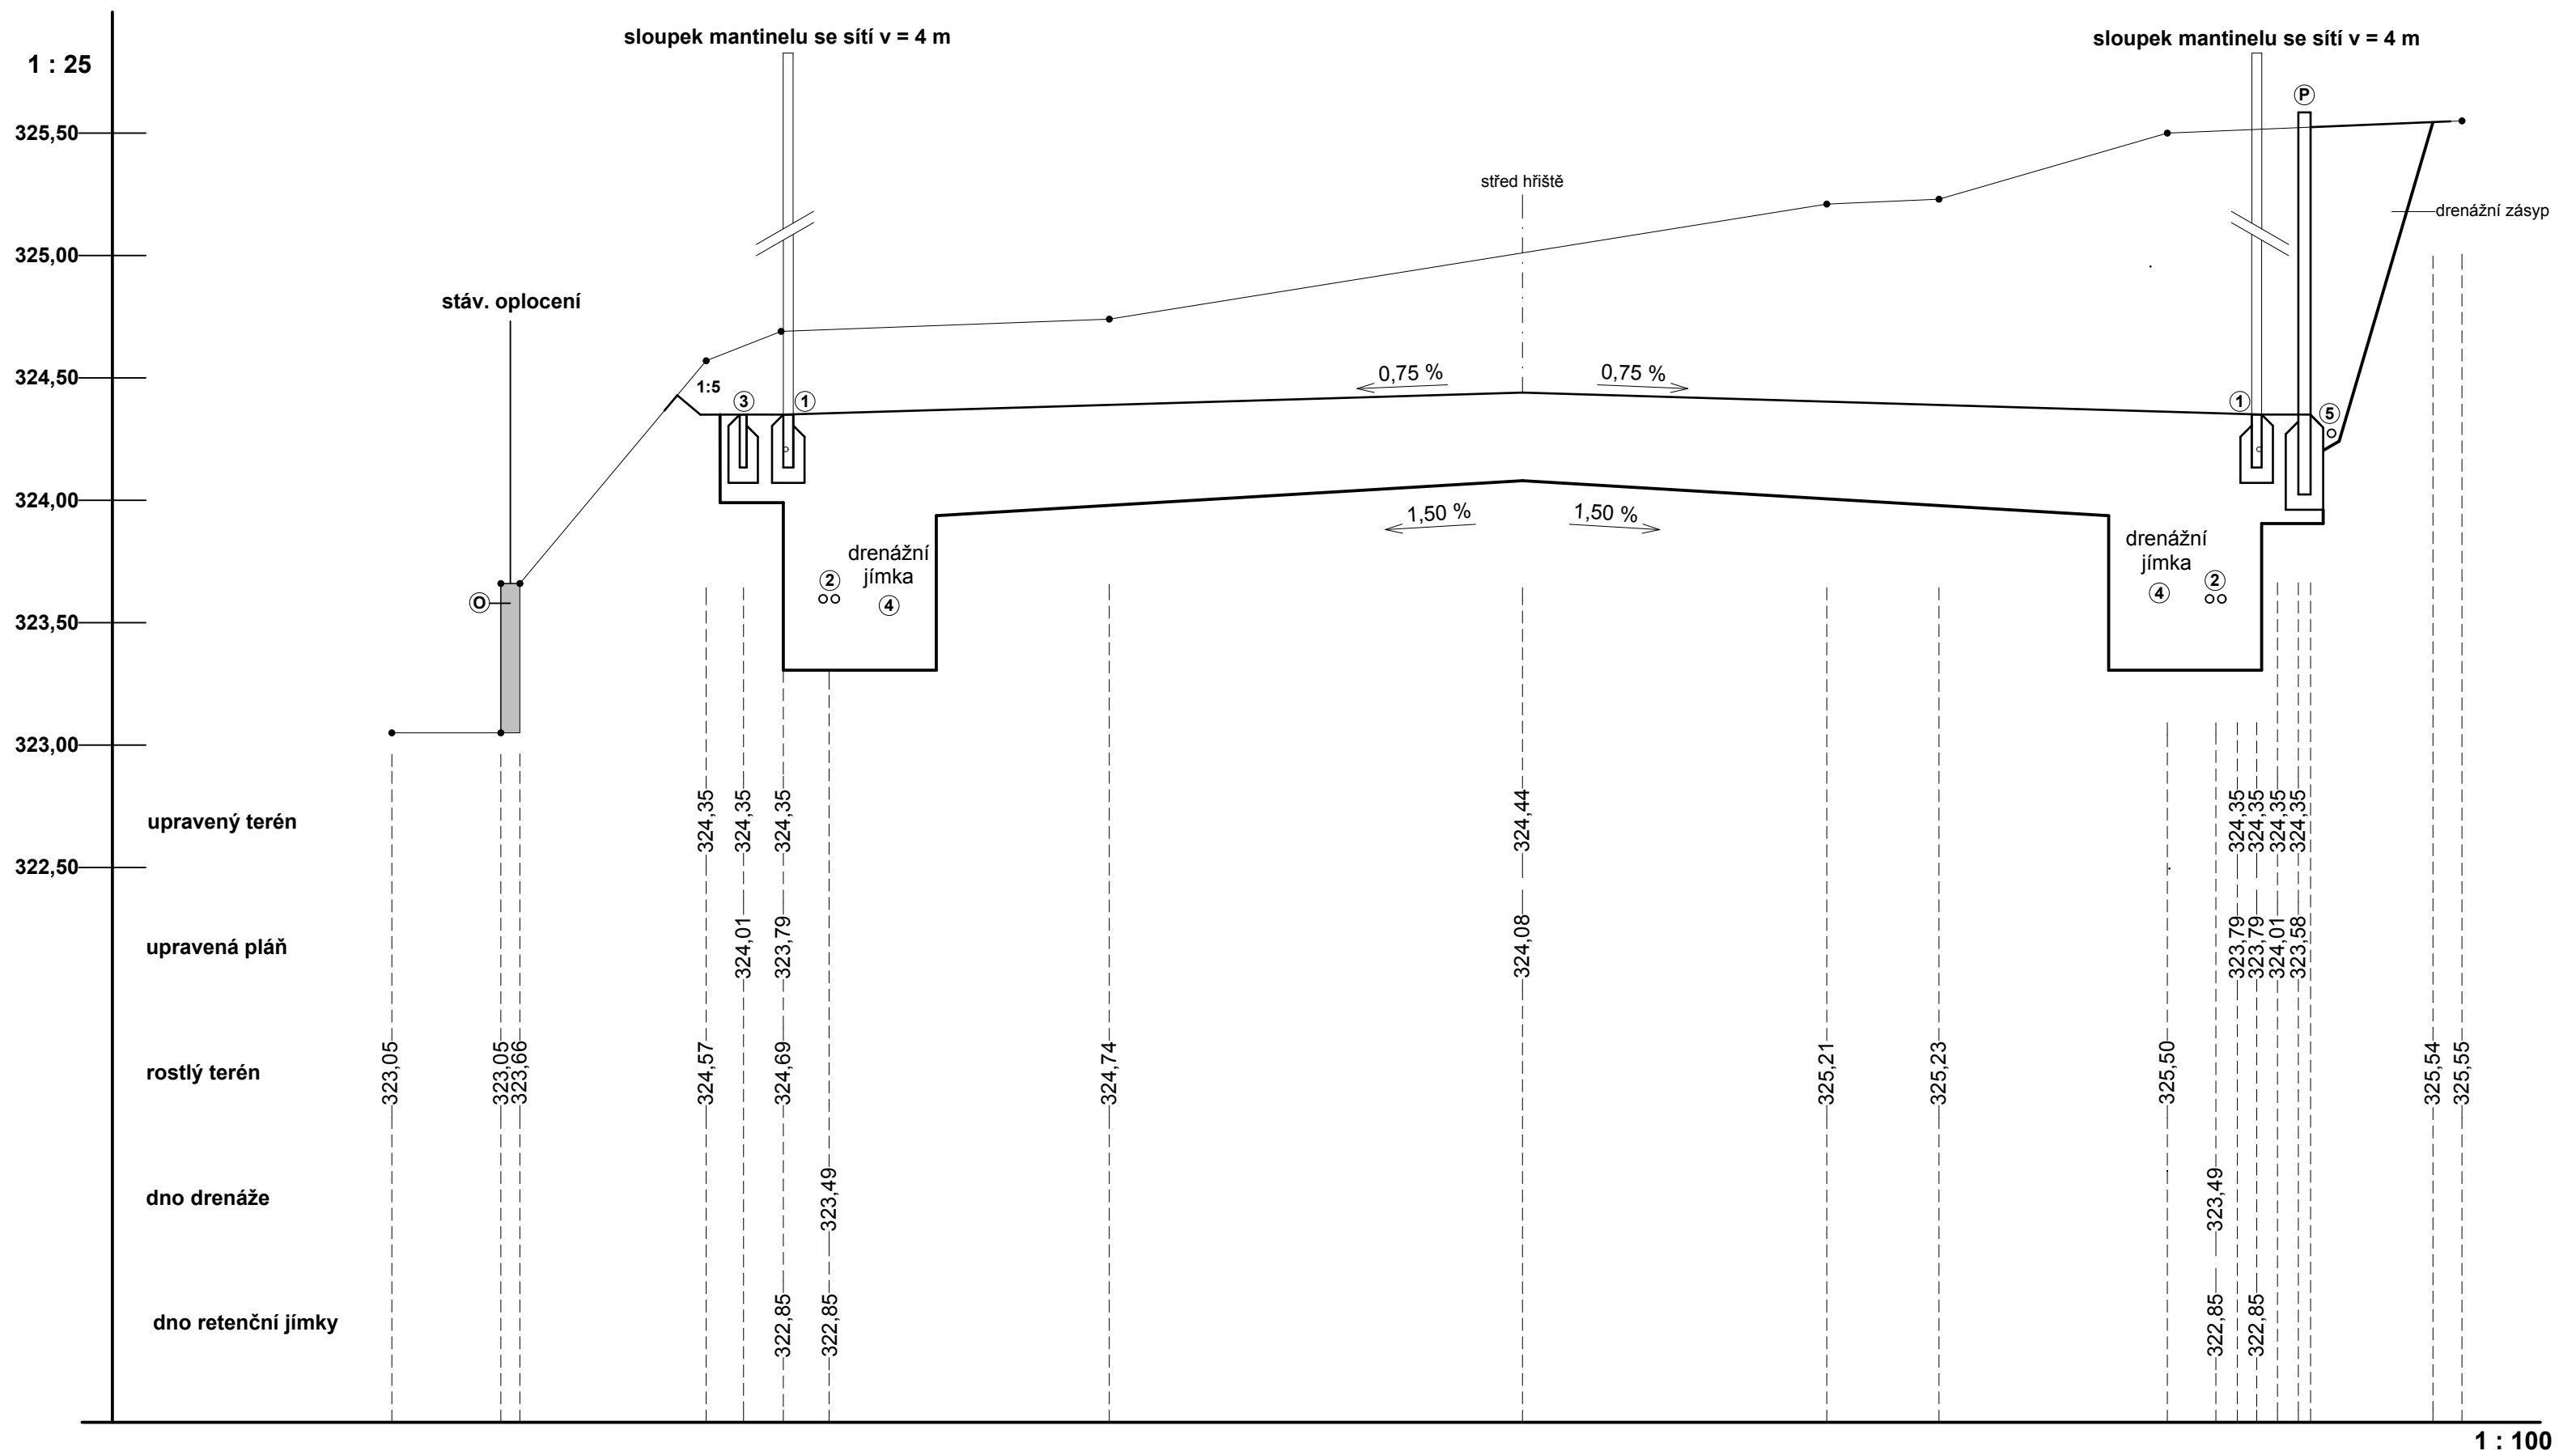 sloupek mantinelu se sítí v = 4 m
sloupek mantinelu se sítí v = 4 m
1 : 25
P
325,50
střed hřiště
drenážní zásyp
325,00
stáv. oplocení
324,50
1:5
0,75 %
0,75 %
3
1
1
5
324,00
1,50 %
1,50 %
drenážní
jímka
drenážní
jímka
2
4
4
2
O
323,50
323,00
upravený terén
324,35
324,35
324,35
324,44
324,35
324,35
324,35
324,35
322,50
upravená pláň
324,01
323,79
324,08
323,79
323,79
324,01
323,58
rostlý terén
323,05
323,05
323,66
324,57
324,69
324,74
325,21
325,23
325,50
325,54
325,55
dno drenáže
323,49
323,49
dno retenční jímky
322,85
322,85
322,85
322,85
1 : 100